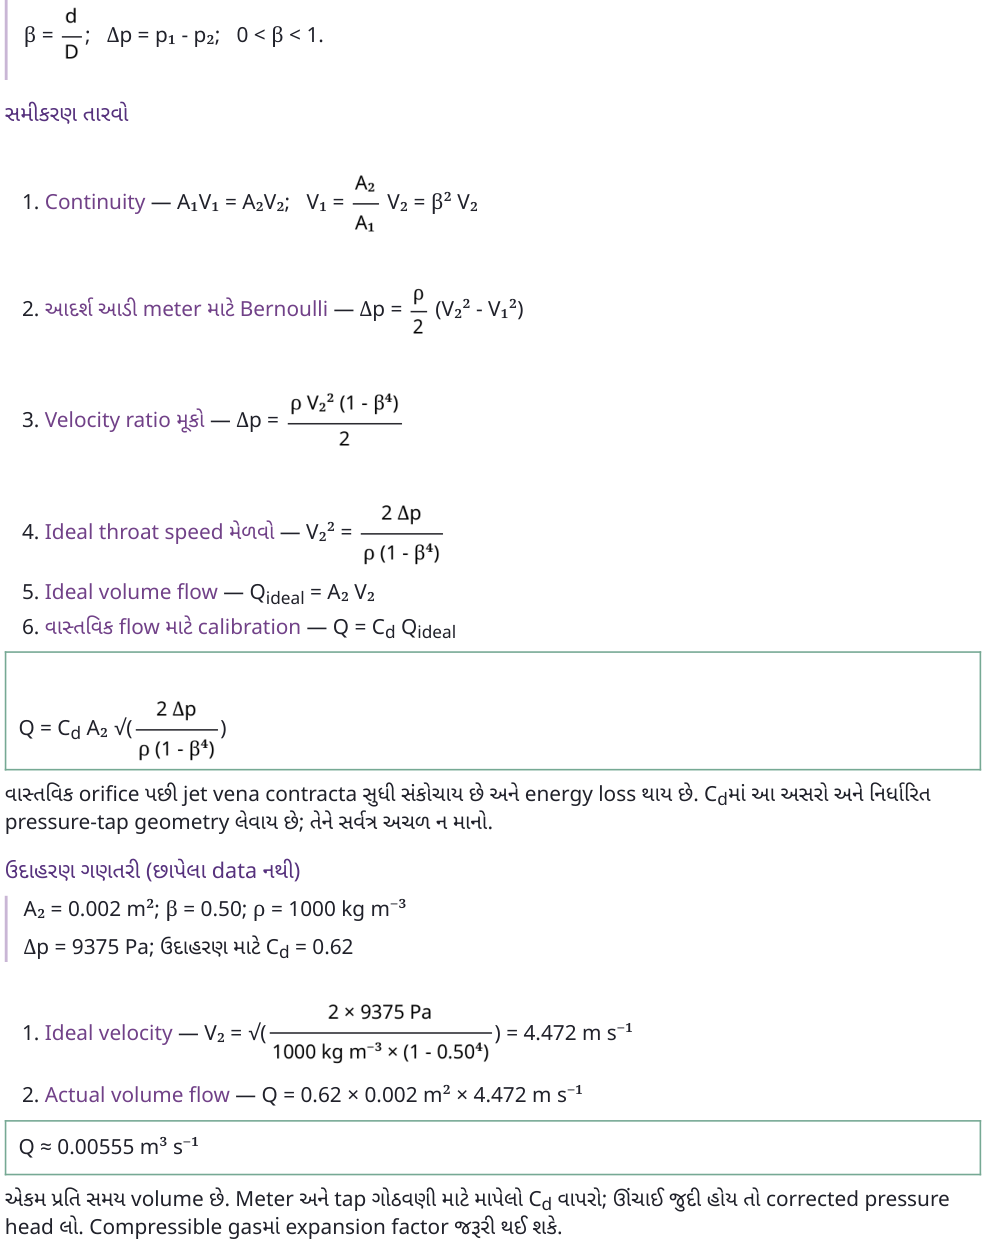 β = d/D; Δp = p₁ - p₂; 0 < β < 1.
સમીકરણ તારવો
1. Continuity — A₁V₁ = A₂V₂; V₁ = A₂/A₁ V₂ = β² V₂
2. આદર્શ આડી meter માટે Bernoulli — Δp = ρ/2 (V₂² - V₁²)
3. Velocity ratio મૂકો — Δp = ρ V₂² (1 - β⁴)/2
4. Ideal throat speed મેળવો — V₂² = 2 Δp/ρ (1 - β⁴)
5. Ideal volume flow — Q_ideal = A₂ V₂
6. વાસ્તવિક flow માટે calibration — Q = C_d Q_ideal
Q = C_d A₂ √(2 Δp/ρ (1 - β⁴))
વાસ્તવિક orifice પછી jet vena contracta સુધી સંકોચાય છે અને energy loss થાય છે. C_dમાં આ અસરો અને નિર્ધારિત
pressure-tap geometry લેવાય છે; તેને સર્વત્ર અચળ ન માનો.
ઉદાહરણ ગણતરી (છાપેલા data નથી)
A₂ = 0.002 m²; β = 0.50; ρ = 1000 kg m⁻³
Δp = 9375 Pa; ઉદાહરણ માટે C_d = 0.62
1. Ideal velocity — V₂ = √(2 × 9375 Pa/1000 kg m⁻³ × (1 - 0.50⁴)) = 4.472 m s⁻¹
2. Actual volume flow — Q = 0.62 × 0.002 m² × 4.472 m s⁻¹
Q ≈ 0.00555 m³ s⁻¹
એકમ પ્રતિ સમય volume છે. Meter અને tap ગોઠવણી માટે માપેલો C_d વાપરો; ઊંચાઈ જુદી હોય તો corrected pressure
head લો. Compressible gasમાં expansion factor જરૂરી થઈ શકે.